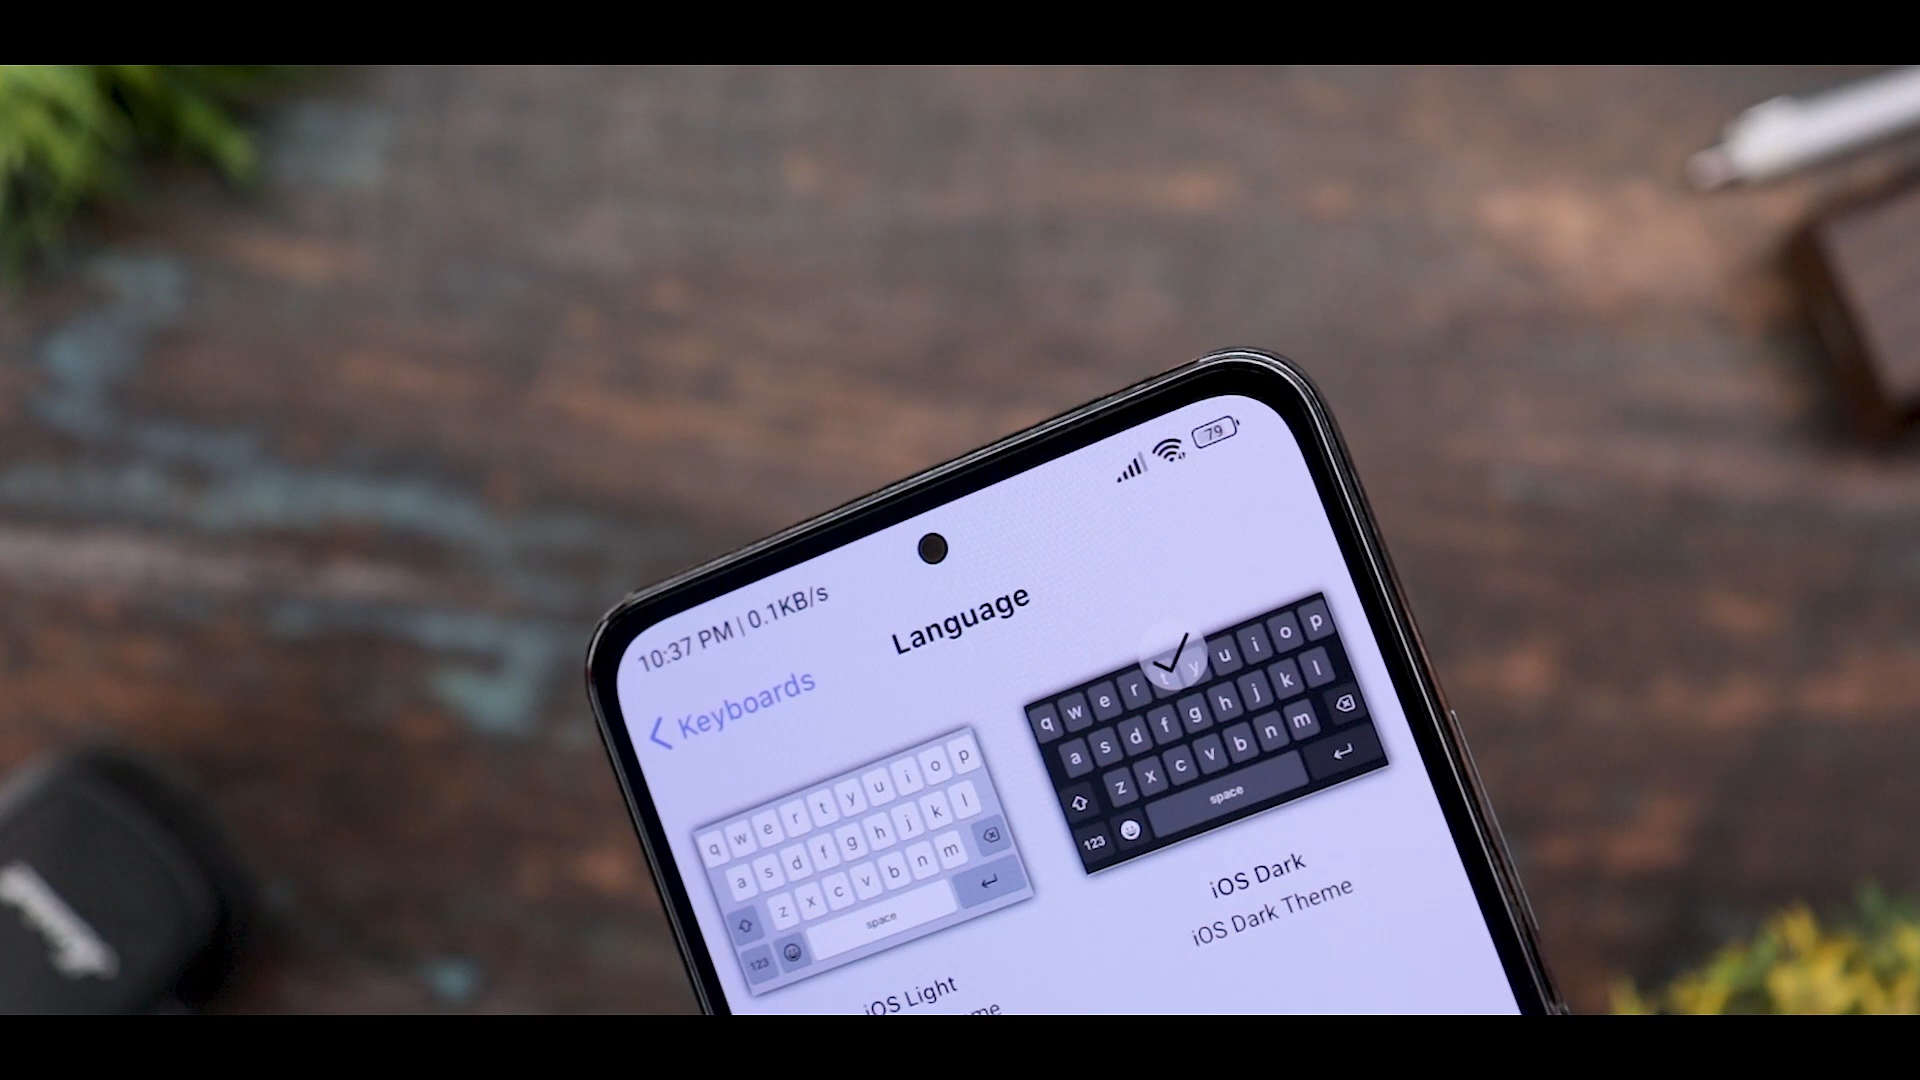 10:37 PM | 0.1KB/s
79
Language
Keyboards
q w e r t y u i o p
a s d f g h j k l
z x c v b n m
123
space
iOS Light
q w e r t y u i o p
a s d f g h j k l
z x c v b n m
123
space
iOS Dark
iOS Dark Theme